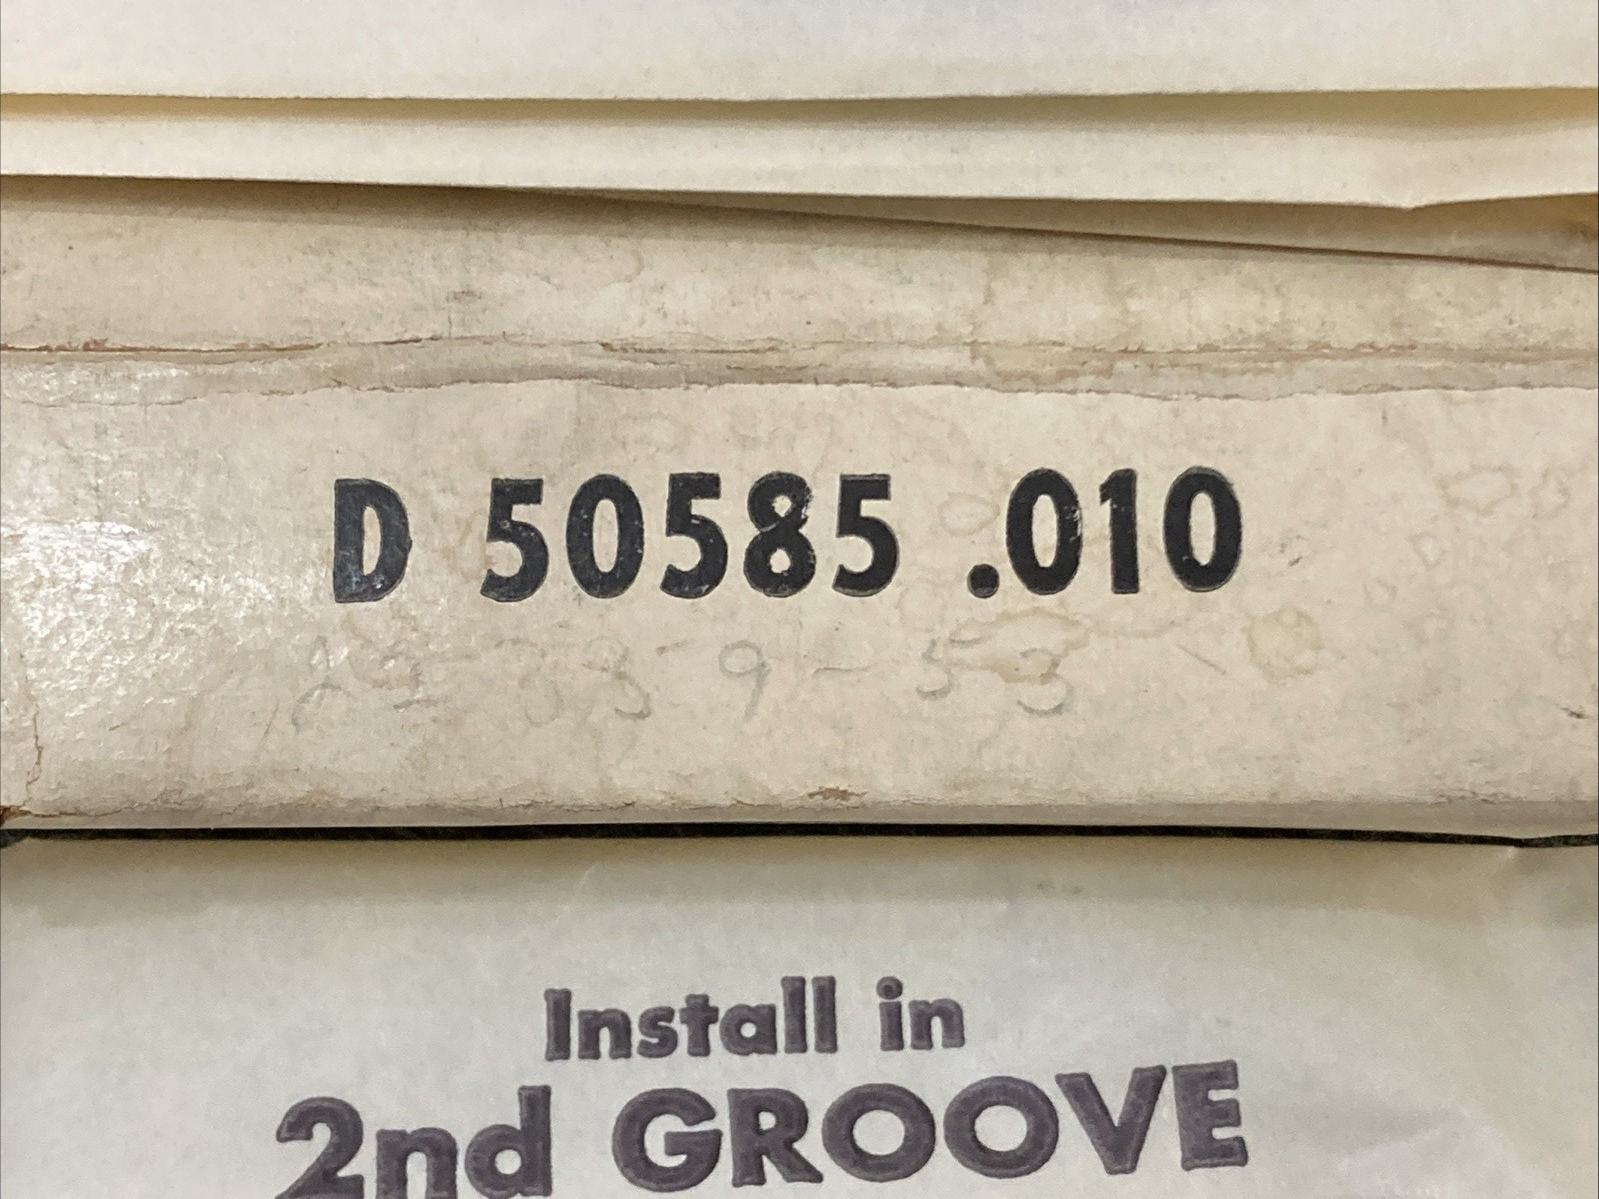 D 50585 .010
Install in
2nd GROOVE